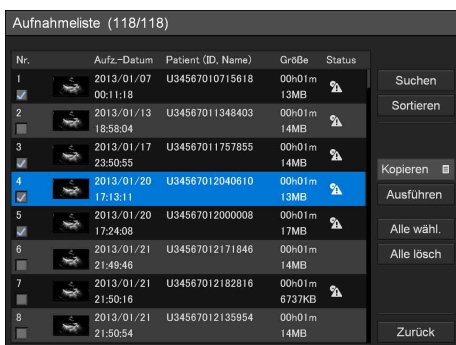 Aufnahmeliste (118/118)
Nr. Aufz.-Datum Patient (ID, Name) Größe Status
1 2013/01/07 U34567010715618 00h01m
00:11:18 13MB
2 2013/01/13 U34567011348403 00h01m
18:58:04 14MB
3 2013/01/17 U34567011757855 00h01m
23:50:55 14MB
4 2013/01/20 U34567012040610 00h01m
17:13:11 13MB
5 2013/01/20 U34567012000008 00h01m
17:24:08 17MB
6 2013/01/21 U34567012171846 00h01m
21:49:46 14MB
7 2013/01/21 U34567012182816 00h01m
21:50:16 6737KB
8 2013/01/21 U34567012135954 00h01m
21:50:54 14MB
Suchen
Sortieren
Kopieren
Ausführen
Alle wähl.
Alle lösch
Zurück